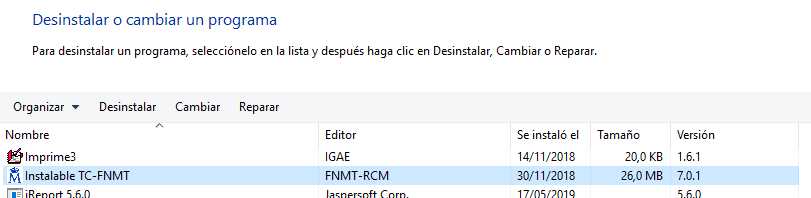 Desinstalar o cambiar un programa
Para desinstalar un programa, selecciónelo en la lista y después haga clic en Desinstalar, Cambiar o Reparar.
Organizar Desinstalar Cambiar Reparar
Nombre Editor Se instaló el Tamaño Versión
Imprime3 IGAE 14/11/2018 20,0 KB 1.6.1
Instalable TC-FNMT FNMT-RCM 30/11/2018 26,0 MB 7.0.1
iReport 5.6.0 Jaspersoft Corp. 17/05/2019 5.6.0